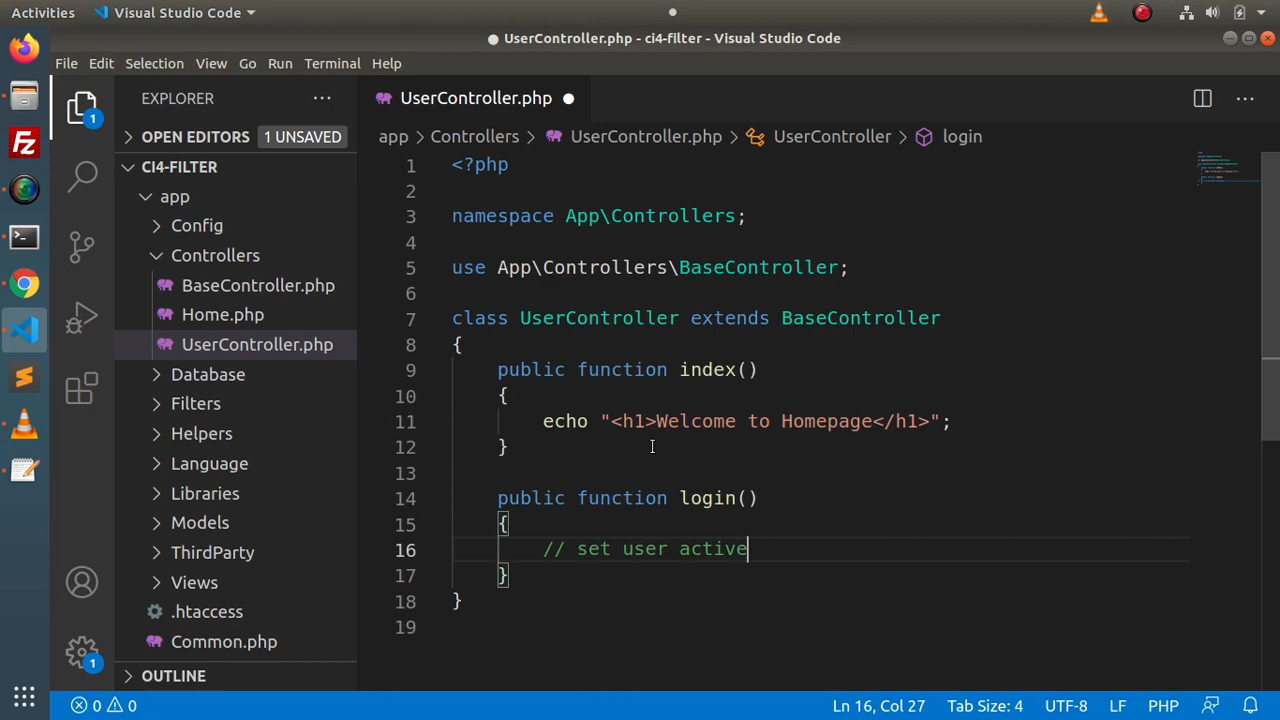 Activities
Visual Studio Code
UserController.php - ci4-filter - Visual Studio Code
File Edit Selection View Go Run Terminal Help
EXPLORER
UserController.php
OPEN EDITORS 1 UNSAVED
app > Controllers > UserController.php > UserController > login
CI4-FILTER
app
Config
Controllers
BaseController.php
Home.php
UserController.php
Database
Filters
Helpers
Language
Libraries
Models
ThirdParty
Views
.htaccess
Common.php
OUTLINE
1
1
Fz
1 <?php
2
3 namespace App\Controllers;
4
5 use App\Controllers\BaseController;
6
7 class UserController extends BaseController
8 {
9 public function index()
10 {
11 echo "<h1>Welcome to Homepage</h1>";
12 }
13
14 public function login()
15 {
16 // set user active
17 }
18 }
19
0 0 Ln 16, Col 27 Tab Size: 4 UTF-8 LF PHP